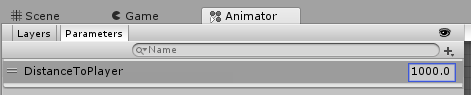 Scene Game Animator
Layers Parameters
Name
DistanceToPlayer 1000.0